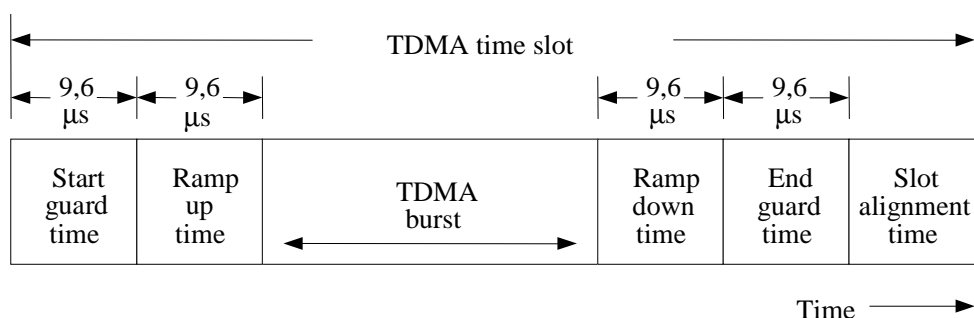 TDMA time slot
9,6 μs
9,6 μs
9,6 μs
9,6 μs
Start guard time
Ramp up time
TDMA burst
Ramp down time
End guard time
Slot alignment time
Time